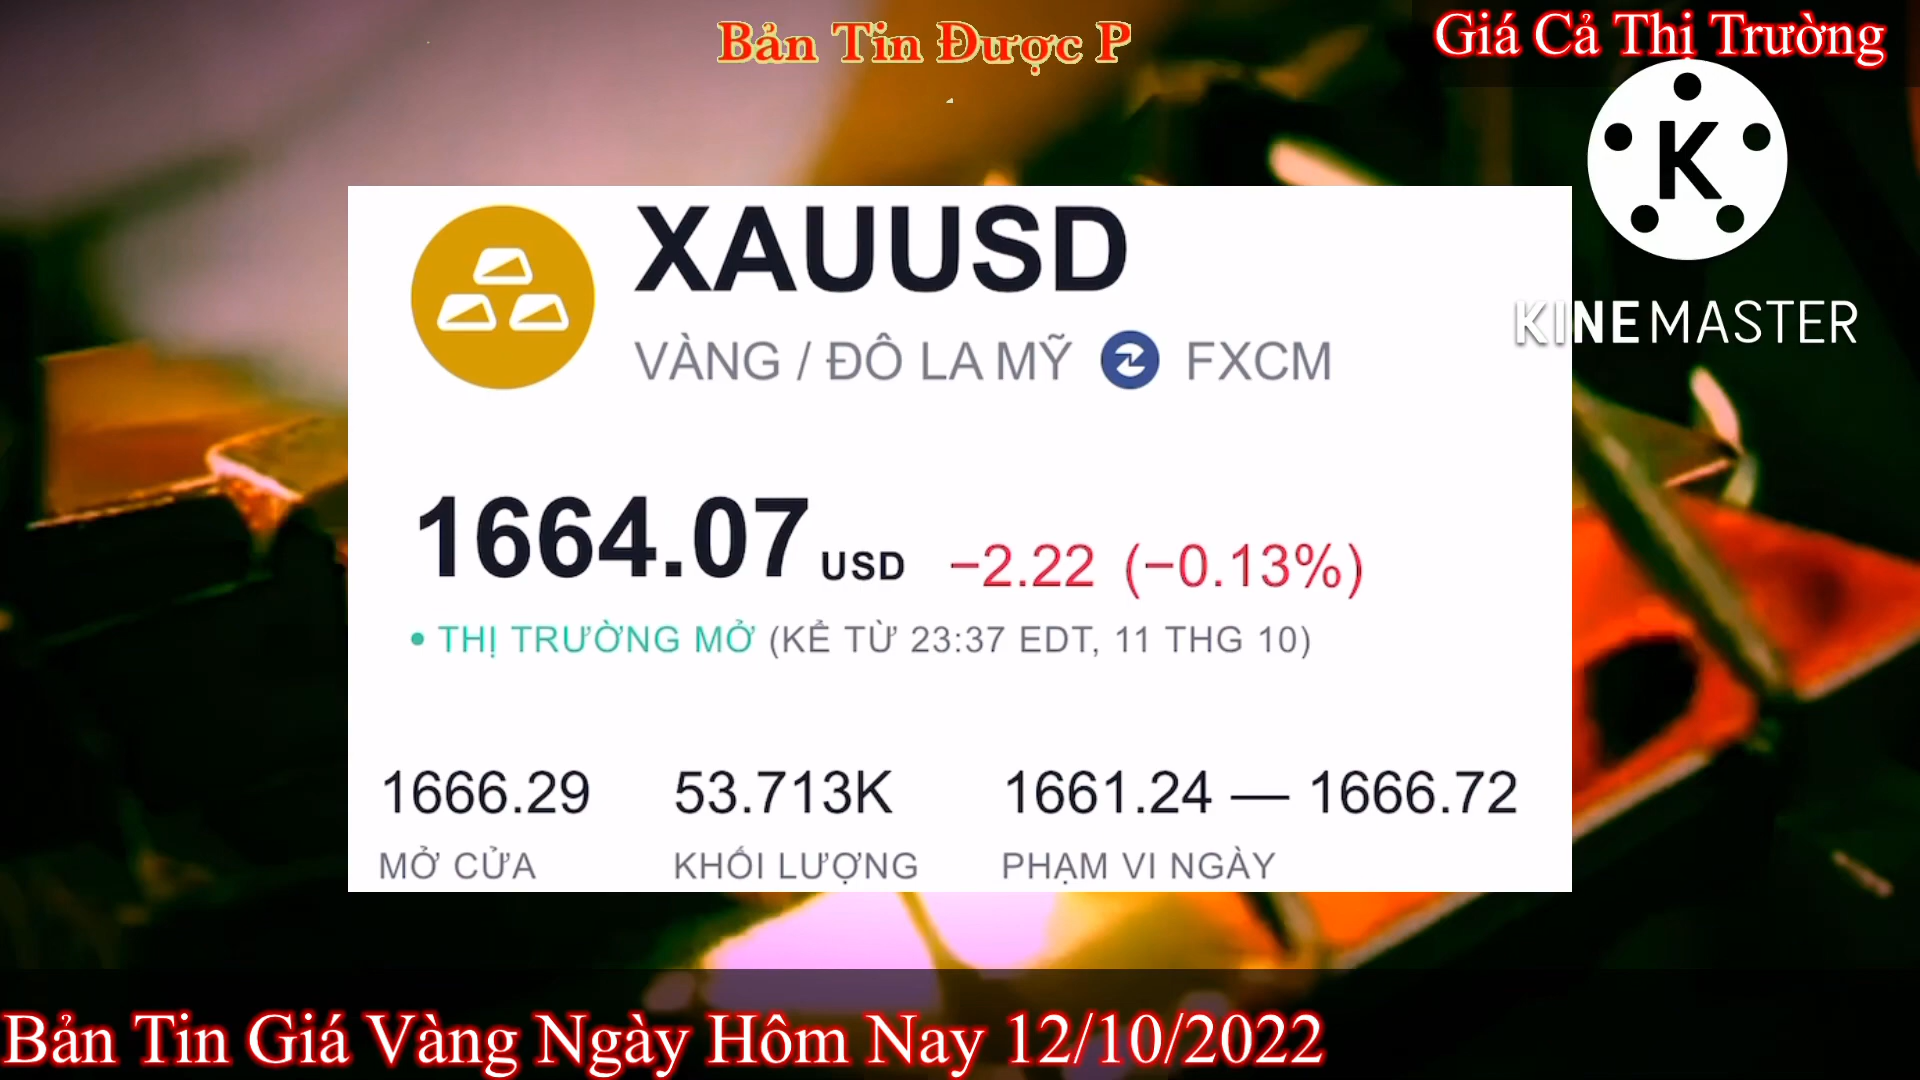 Bản Tin Được P
Giá Cả Thị Trường
K
KINEMASTER
XAUUSD
VÀNG / ĐÔ LA MỸ FXCM
1664.07 USD −2.22 (−0.13%)
• THỊ TRƯỜNG MỞ (KỂ TỪ 23:37 EDT, 11 THG 10)
1666.29 53.713K 1661.24 — 1666.72
MỞ CỬA KHỐI LƯỢNG PHẠM VI NGÀY
Bản Tin Giá Vàng Ngày Hôm Nay 12/10/2022